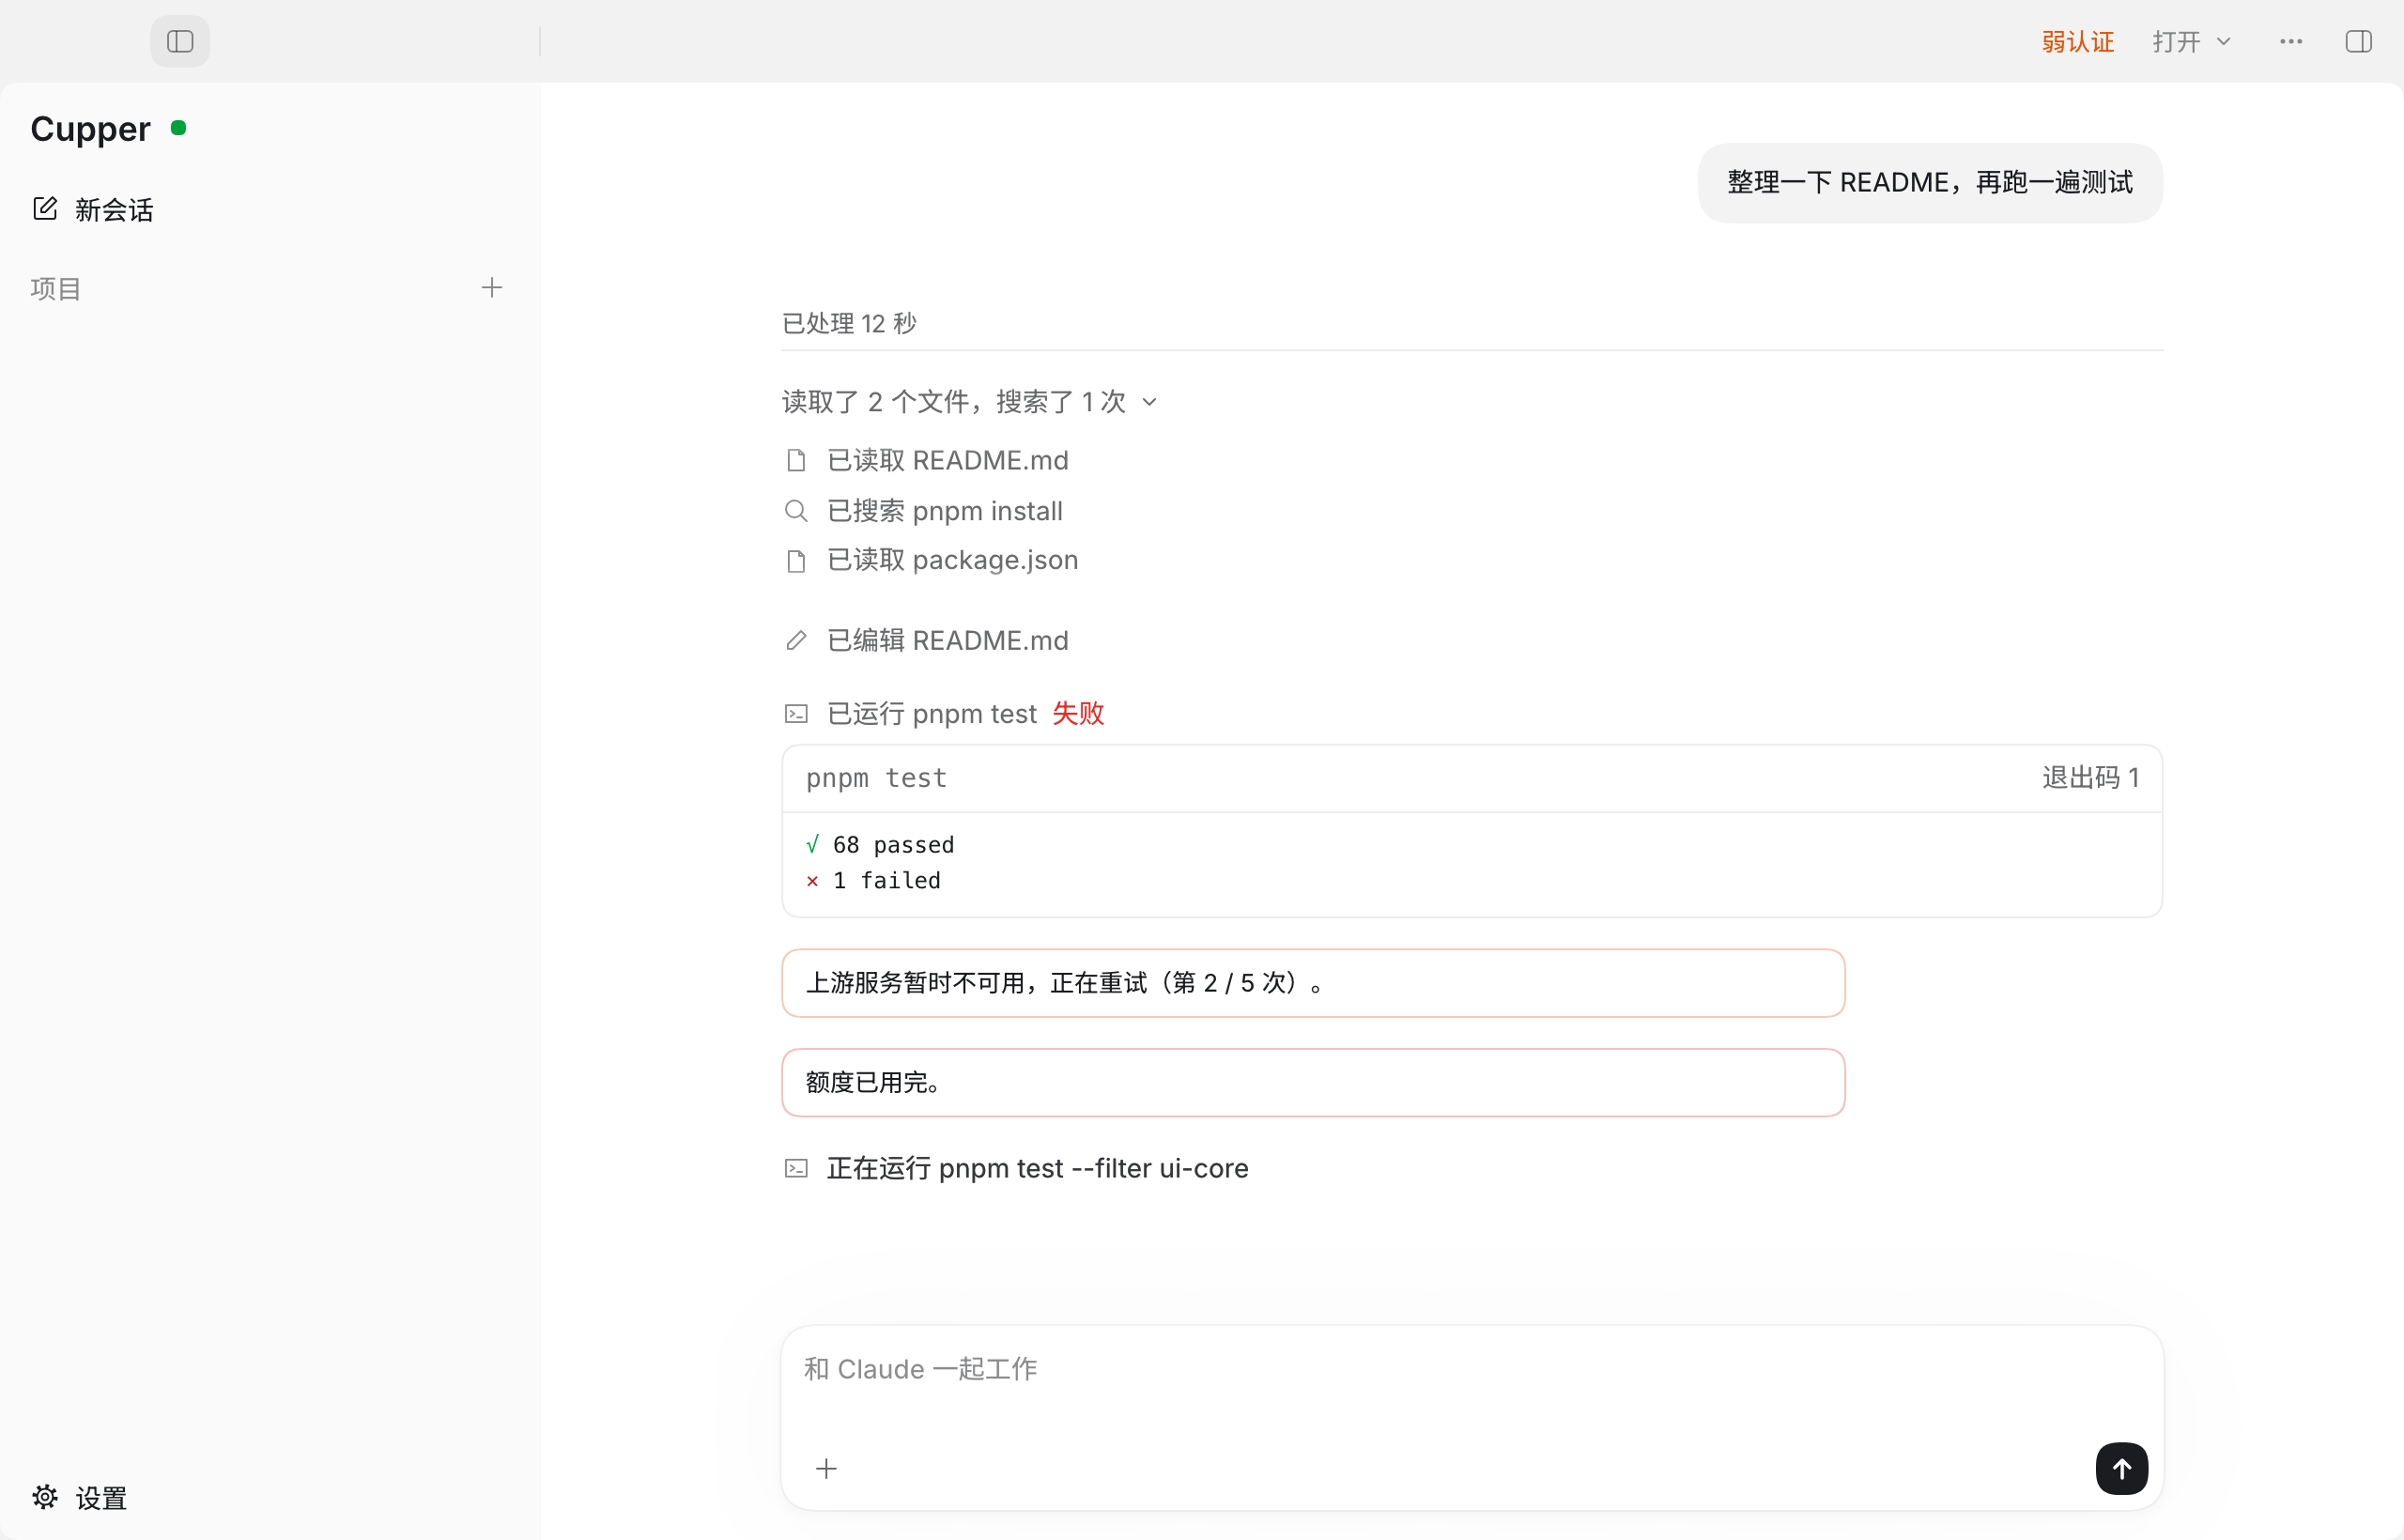 弱认证
打开
Cupper
新会话
项目
整理一下 README，再跑一遍测试
已处理 12 秒
读取了 2 个文件，搜索了 1 次
已读取 README.md
已搜索 pnpm install
已读取 package.json
已编辑 README.md
已运行 pnpm test 失败
pnpm test
退出码 1
√ 68 passed
× 1 failed
上游服务暂时不可用，正在重试（第 2 / 5 次）。
额度已用完。
正在运行 pnpm test --filter ui-core
和 Claude 一起工作
设置